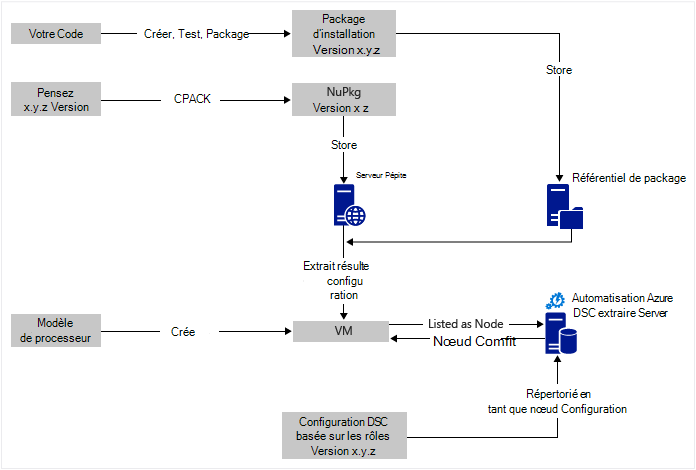 Votre Code
Créer, Test, Package
Package
d'installation
Version x.y.z
Store
Pensez
x.y.z Version
CPACK
NuPkg
Version x z
Store
Serveur Pépite
Référentiel de package
Extrait résulte
configu
ration
Automatisation Azure
DSC extraire Server
Modèle
de processeur
Crée
VM
Listed as Node
Nœud Comfit
Répertorié en
tant que nœud Configuration
Configuration DSC
basée sur les rôles
Version x.y.z